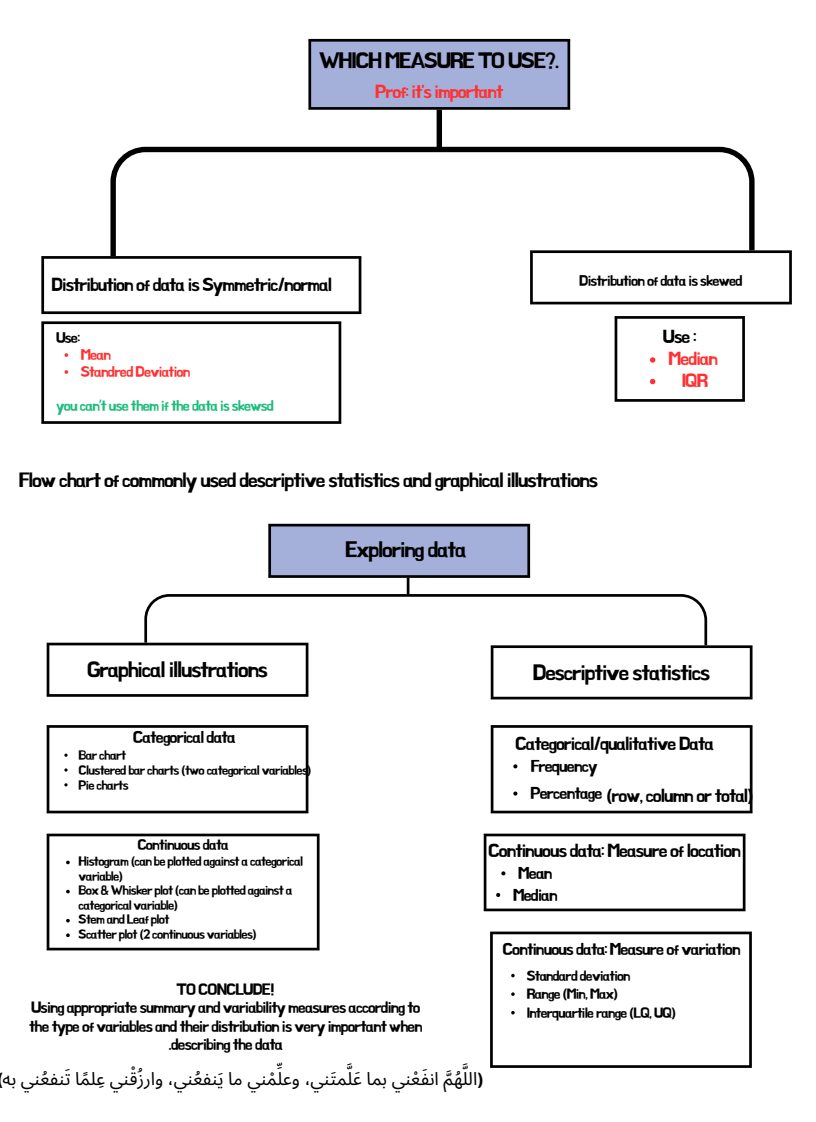 WHICH MEASURE TO USE?.
Prof: it's important
Distribution of data is Symmetric/normal
Use:
• Mean
• Standred Deviation
you can't use them if the data is skewsd
Distribution of data is skewed
Use :
• Median
• IQR
Flow chart of commonly used descriptive statistics and graphical illustrations
Exploring data
Graphical illustrations
Categorical data
• Bar chart
• Clustered bar charts (two categorical variables)
• Pie charts
Continuous data
• Histogram (can be plotted against a categorical
variable)
• Box & Whisker plot (can be plotted against a
categorical variable)
• Stem and Leaf plot
• Scatter plot (2 continuous variables)
Descriptive statistics
Categorical/qualitative Data
• Frequency
• Percentage (row, column or total)
Continuous data: Measure of location
• Mean
• Median
Continuous data: Measure of variation
• Standard deviation
• Range (Min, Max)
• Interquartile range (LQ, UQ)
TO CONCLUDE!
Using appropriate summary and variability measures according to
the type of variables and their distribution is very important when
.describing the data
(اللَّهُمَّ انفَعْني بما عَلَّمتَني، وعلِّمْني ما يَنفعُني، وارزُقْني عِلمًا تَنفعُني به)